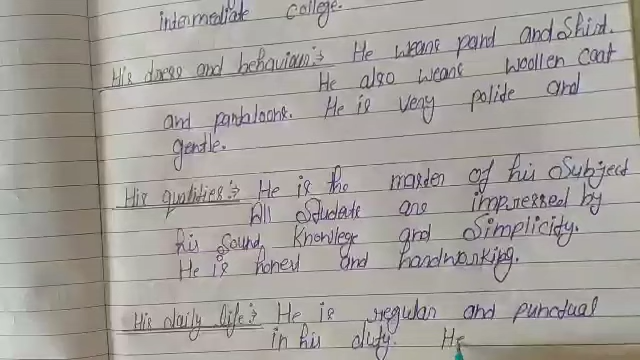 intermediate college.
His dress and behaviour :- He wears pand and Shirt.
He also wears woollen coat
and pantaloons. He is very polite and
gentle.
His qualities :- He is the master of his Subject
All Students are impressed by
his sound knowlege and Simplicity.
He is honest and hardworking.
His daily life :- He is regular and punctual
in his duty. He